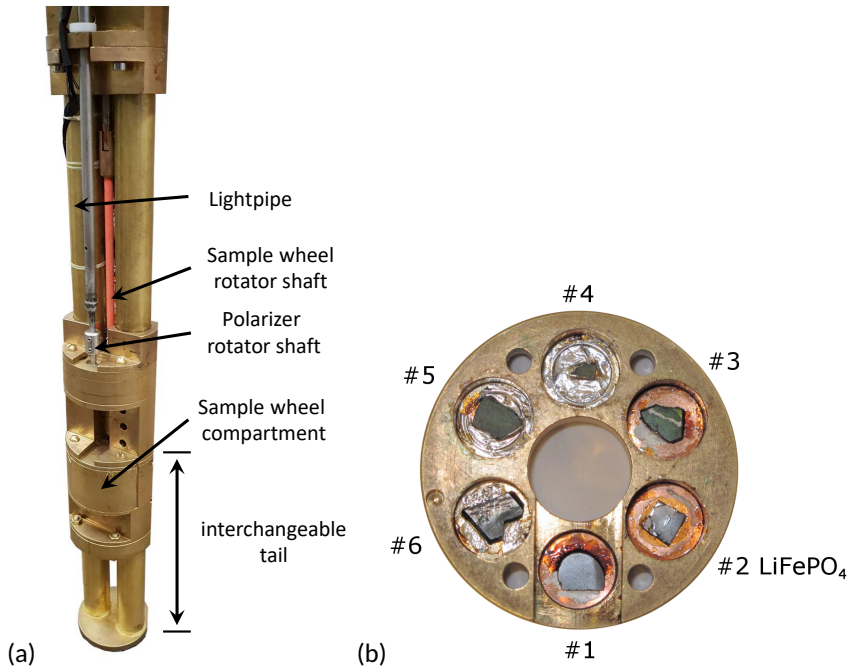 Lightpipe
Sample wheel
rotator shaft
Polarizer
rotator shaft
Sample wheel
compartment
interchangeable
tail
(a)
#4
#5
#3
#6
#2 LiFePO₄
#1
(b)